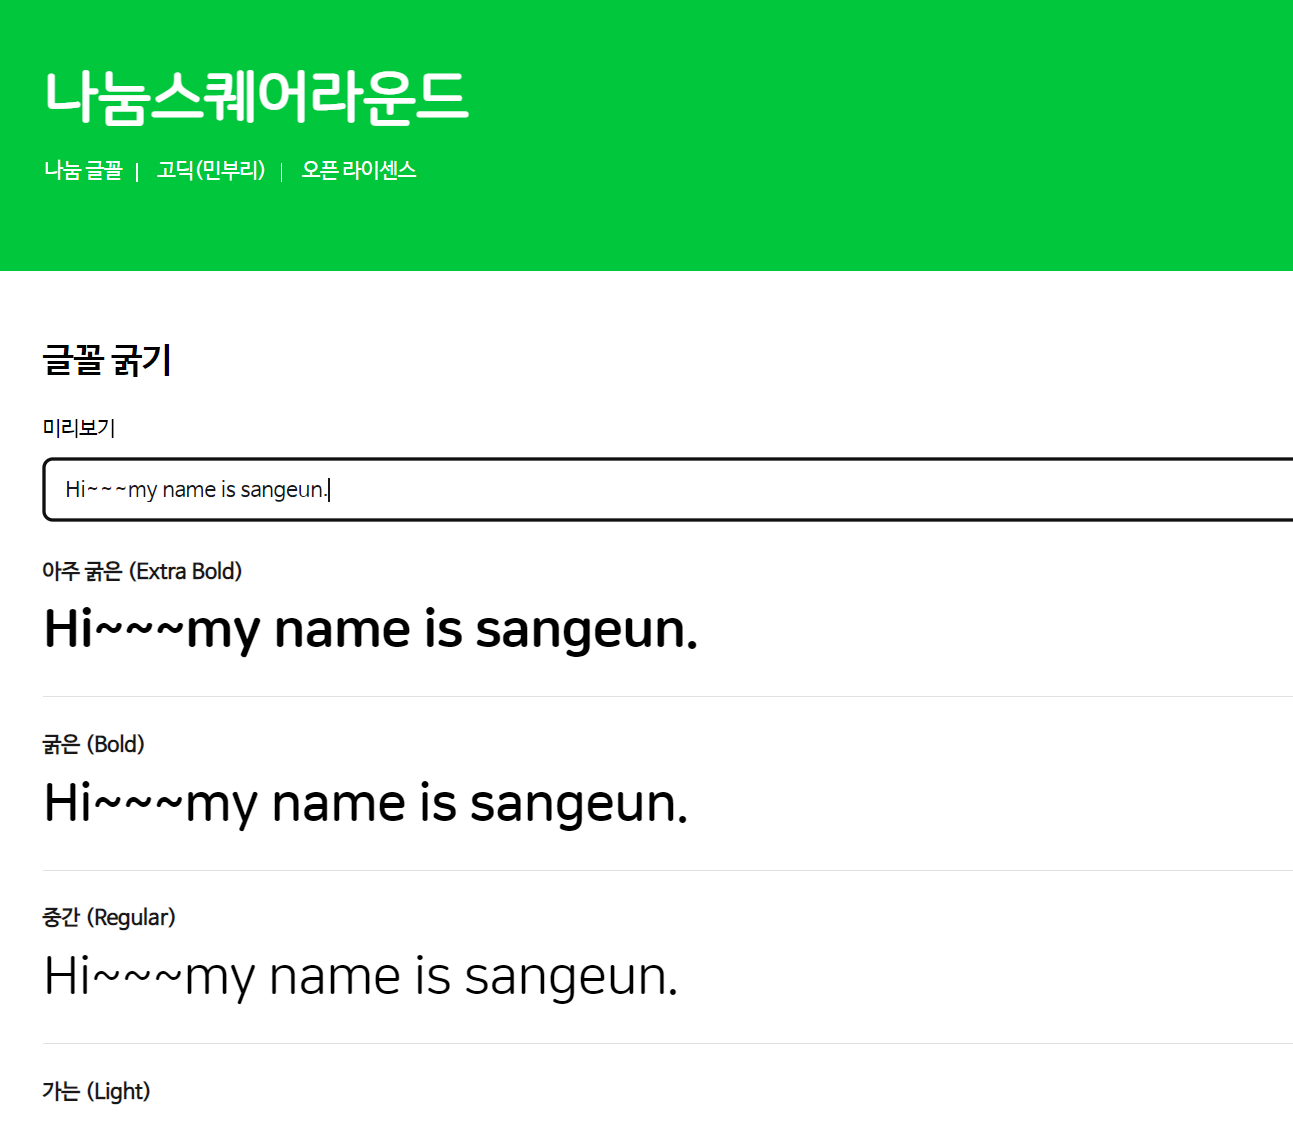 나눔스퀘어라운드
나눔 글꼴 | 고딕(민부리) | 오픈 라이센스
글꼴 굵기
미리보기
Hi~~~my name is sangeun.
아주 굵은 (Extra Bold)
Hi~~~my name is sangeun.
굵은 (Bold)
Hi~~~my name is sangeun.
중간 (Regular)
Hi~~~my name is sangeun.
가는 (Light)